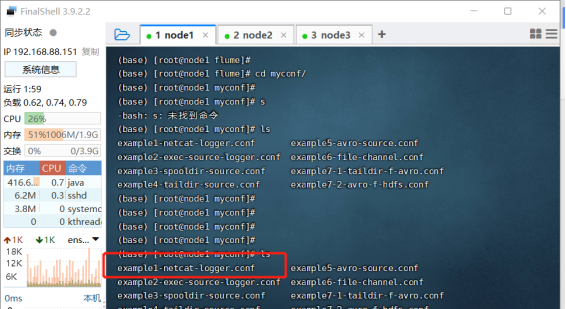 FinalShell 3.9.2.2
同步状态
1 node1
2 node2
3 node3
+
IP 192.168.88.151 复制
系统信息
运行 1:59
负载 0.62, 0.74, 0.79
CPU 26%
内存 51% 1006M/1.9G
交换 0% 0/3.9G
内存 CPU 命令
416.6... 0.7 java
6.2M 0.3 sshd
3.8M 0 systemc
0 0 kthreade
1K 1K ens...
18K
12K
6K
0ms 本机
(base) [root@node1 flume]#
(base) [root@node1 flume]# cd myconf/
(base) [root@node1 myconf]#
(base) [root@node1 myconf]# s
-bash: s: 未找到命令
(base) [root@node1 myconf]# ls
example1-netcat-logger.conf example5-avro-source.conf
example2-exec-source-logger.conf example6-file-channel.conf
example3-spooldir-source.conf example7-1-taildir-f-avro.conf
example4-taildir-source.conf example7-2-avro-f-hdfs.conf
(base) [root@node1 myconf]#
(base) [root@node1 myconf]#
(base) [root@node1 myconf]#
(base) [root@node1 myconf]#
(base) [root@node1 myconf]# ls
example1-netcat-logger.conf example5-avro-source.conf
example2-exec-source-logger.conf example6-file-channel.conf
example3-spooldir-source.conf example7-1-taildir-f-avro.conf